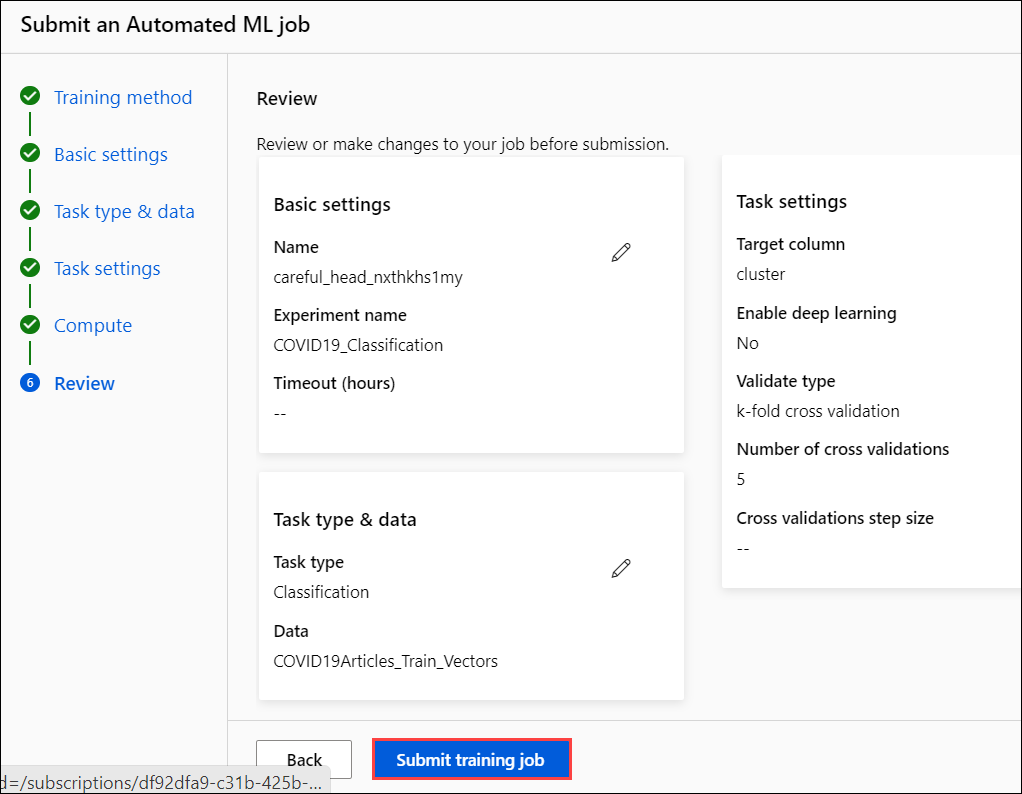 Submit an Automated ML job
Training method
Basic settings
Task type & data
Task settings
Compute
6
Review
Review
Review or make changes to your job before submission.
Basic settings
Name
careful_head_nxthkhs1my
Experiment name
COVID19_Classification
Timeout (hours)
--
Task type & data
Task type
Classification
Data
COVID19Articles_Train_Vectors
Task settings
Target column
cluster
Enable deep learning
No
Validate type
k-fold cross validation
Number of cross validations
5
Cross validations step size
--
Back
Submit training job
d=/subscriptions/df92dfa9-c31b-425b-...